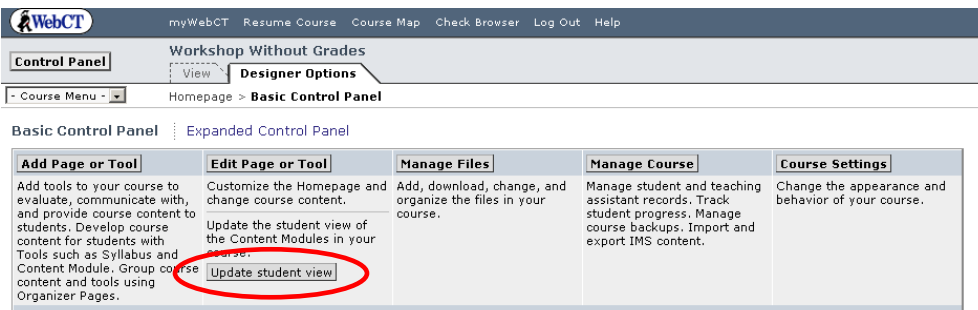 WebCT
myWebCT Resume Course Course Map Check Browser Log Out Help
Control Panel
Workshop Without Grades
View Designer Options
- Course Menu -
Homepage > Basic Control Panel
Basic Control Panel Expanded Control Panel
Add Page or Tool
Add tools to your course to
evaluate, communicate with,
and provide course content to
students. Develop course
content for students with
Tools such as Syllabus and
Content Module. Group course
content and tools using
Organizer Pages.
Edit Page or Tool
Customize the Homepage and
change course content.
Update the student view of
the Content Modules in your
course.
Update student view
Manage Files
Add, download, change, and
organize the files in your
course.
Manage Course
Manage student and teaching
assistant records. Track
student progress. Manage
course backups. Import and
export IMS content.
Course Settings
Change the appearance and
behavior of your course.